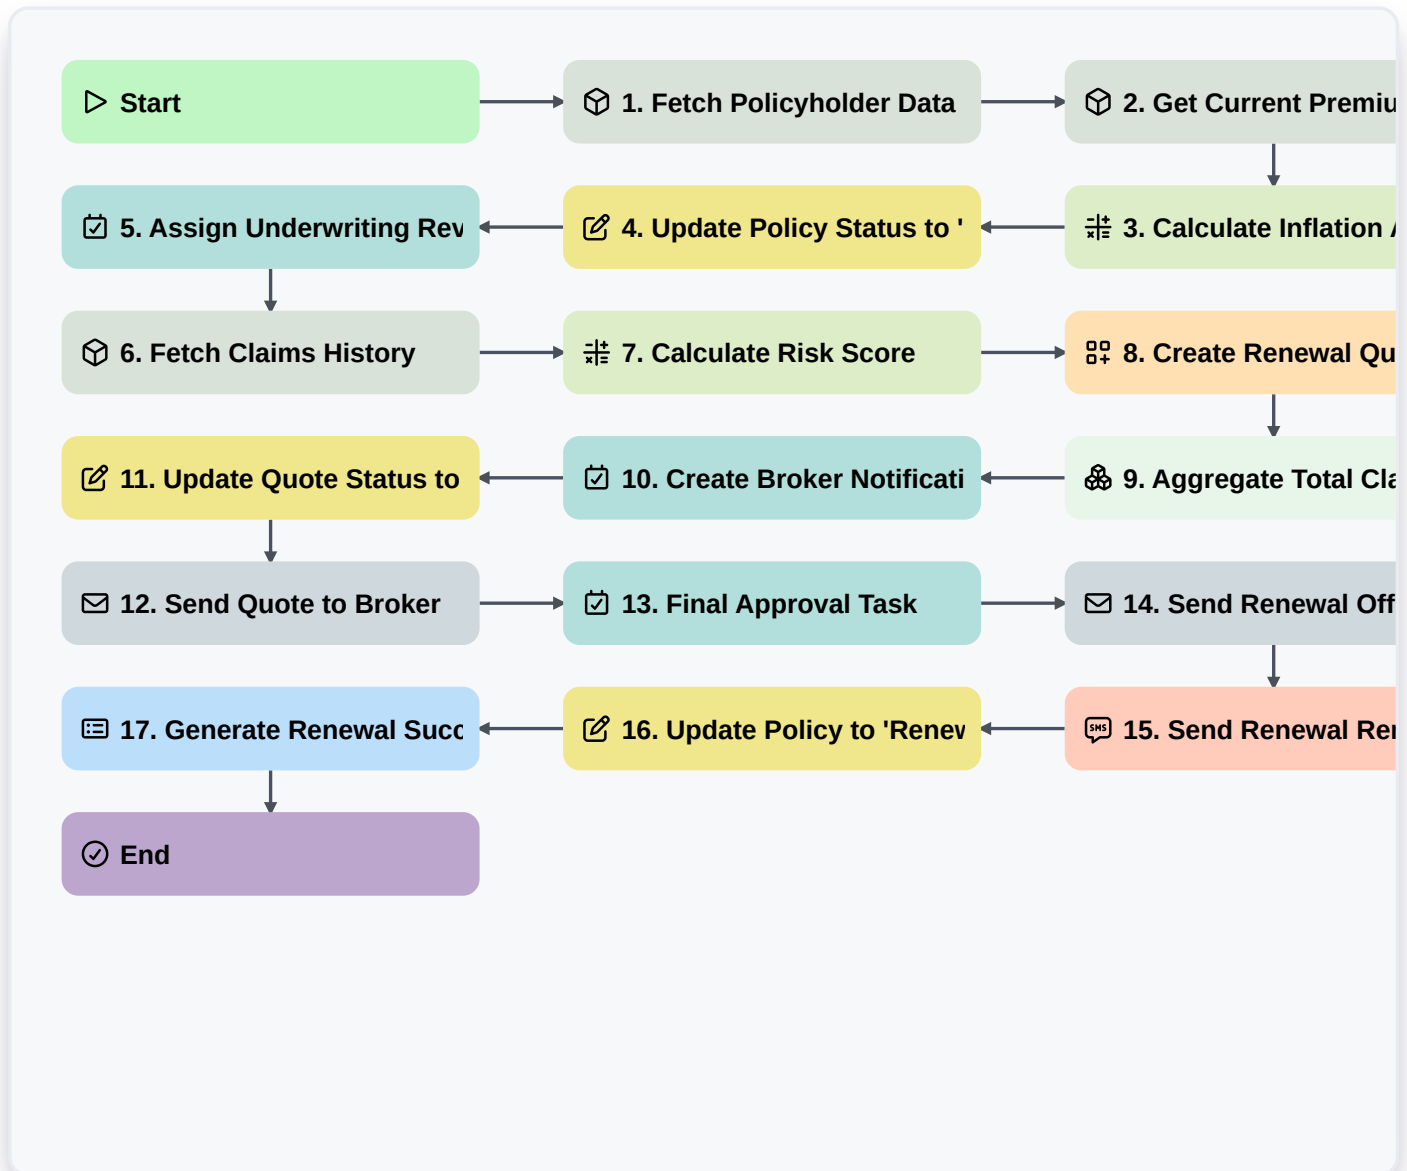 Start
1. Fetch Policyholder Data
2. Get Current Premiu
5. Assign Underwriting Rev
4. Update Policy Status to '
3. Calculate Inflation
6. Fetch Claims History
7. Calculate Risk Score
8. Create Renewal Qu
11. Update Quote Status to
10. Create Broker Notificati
9. Aggregate Total Cla
12. Send Quote to Broker
13. Final Approval Task
14. Send Renewal Off
17. Generate Renewal Succ
16. Update Policy to 'Renew
SMS
15. Send Renewal Rer
End